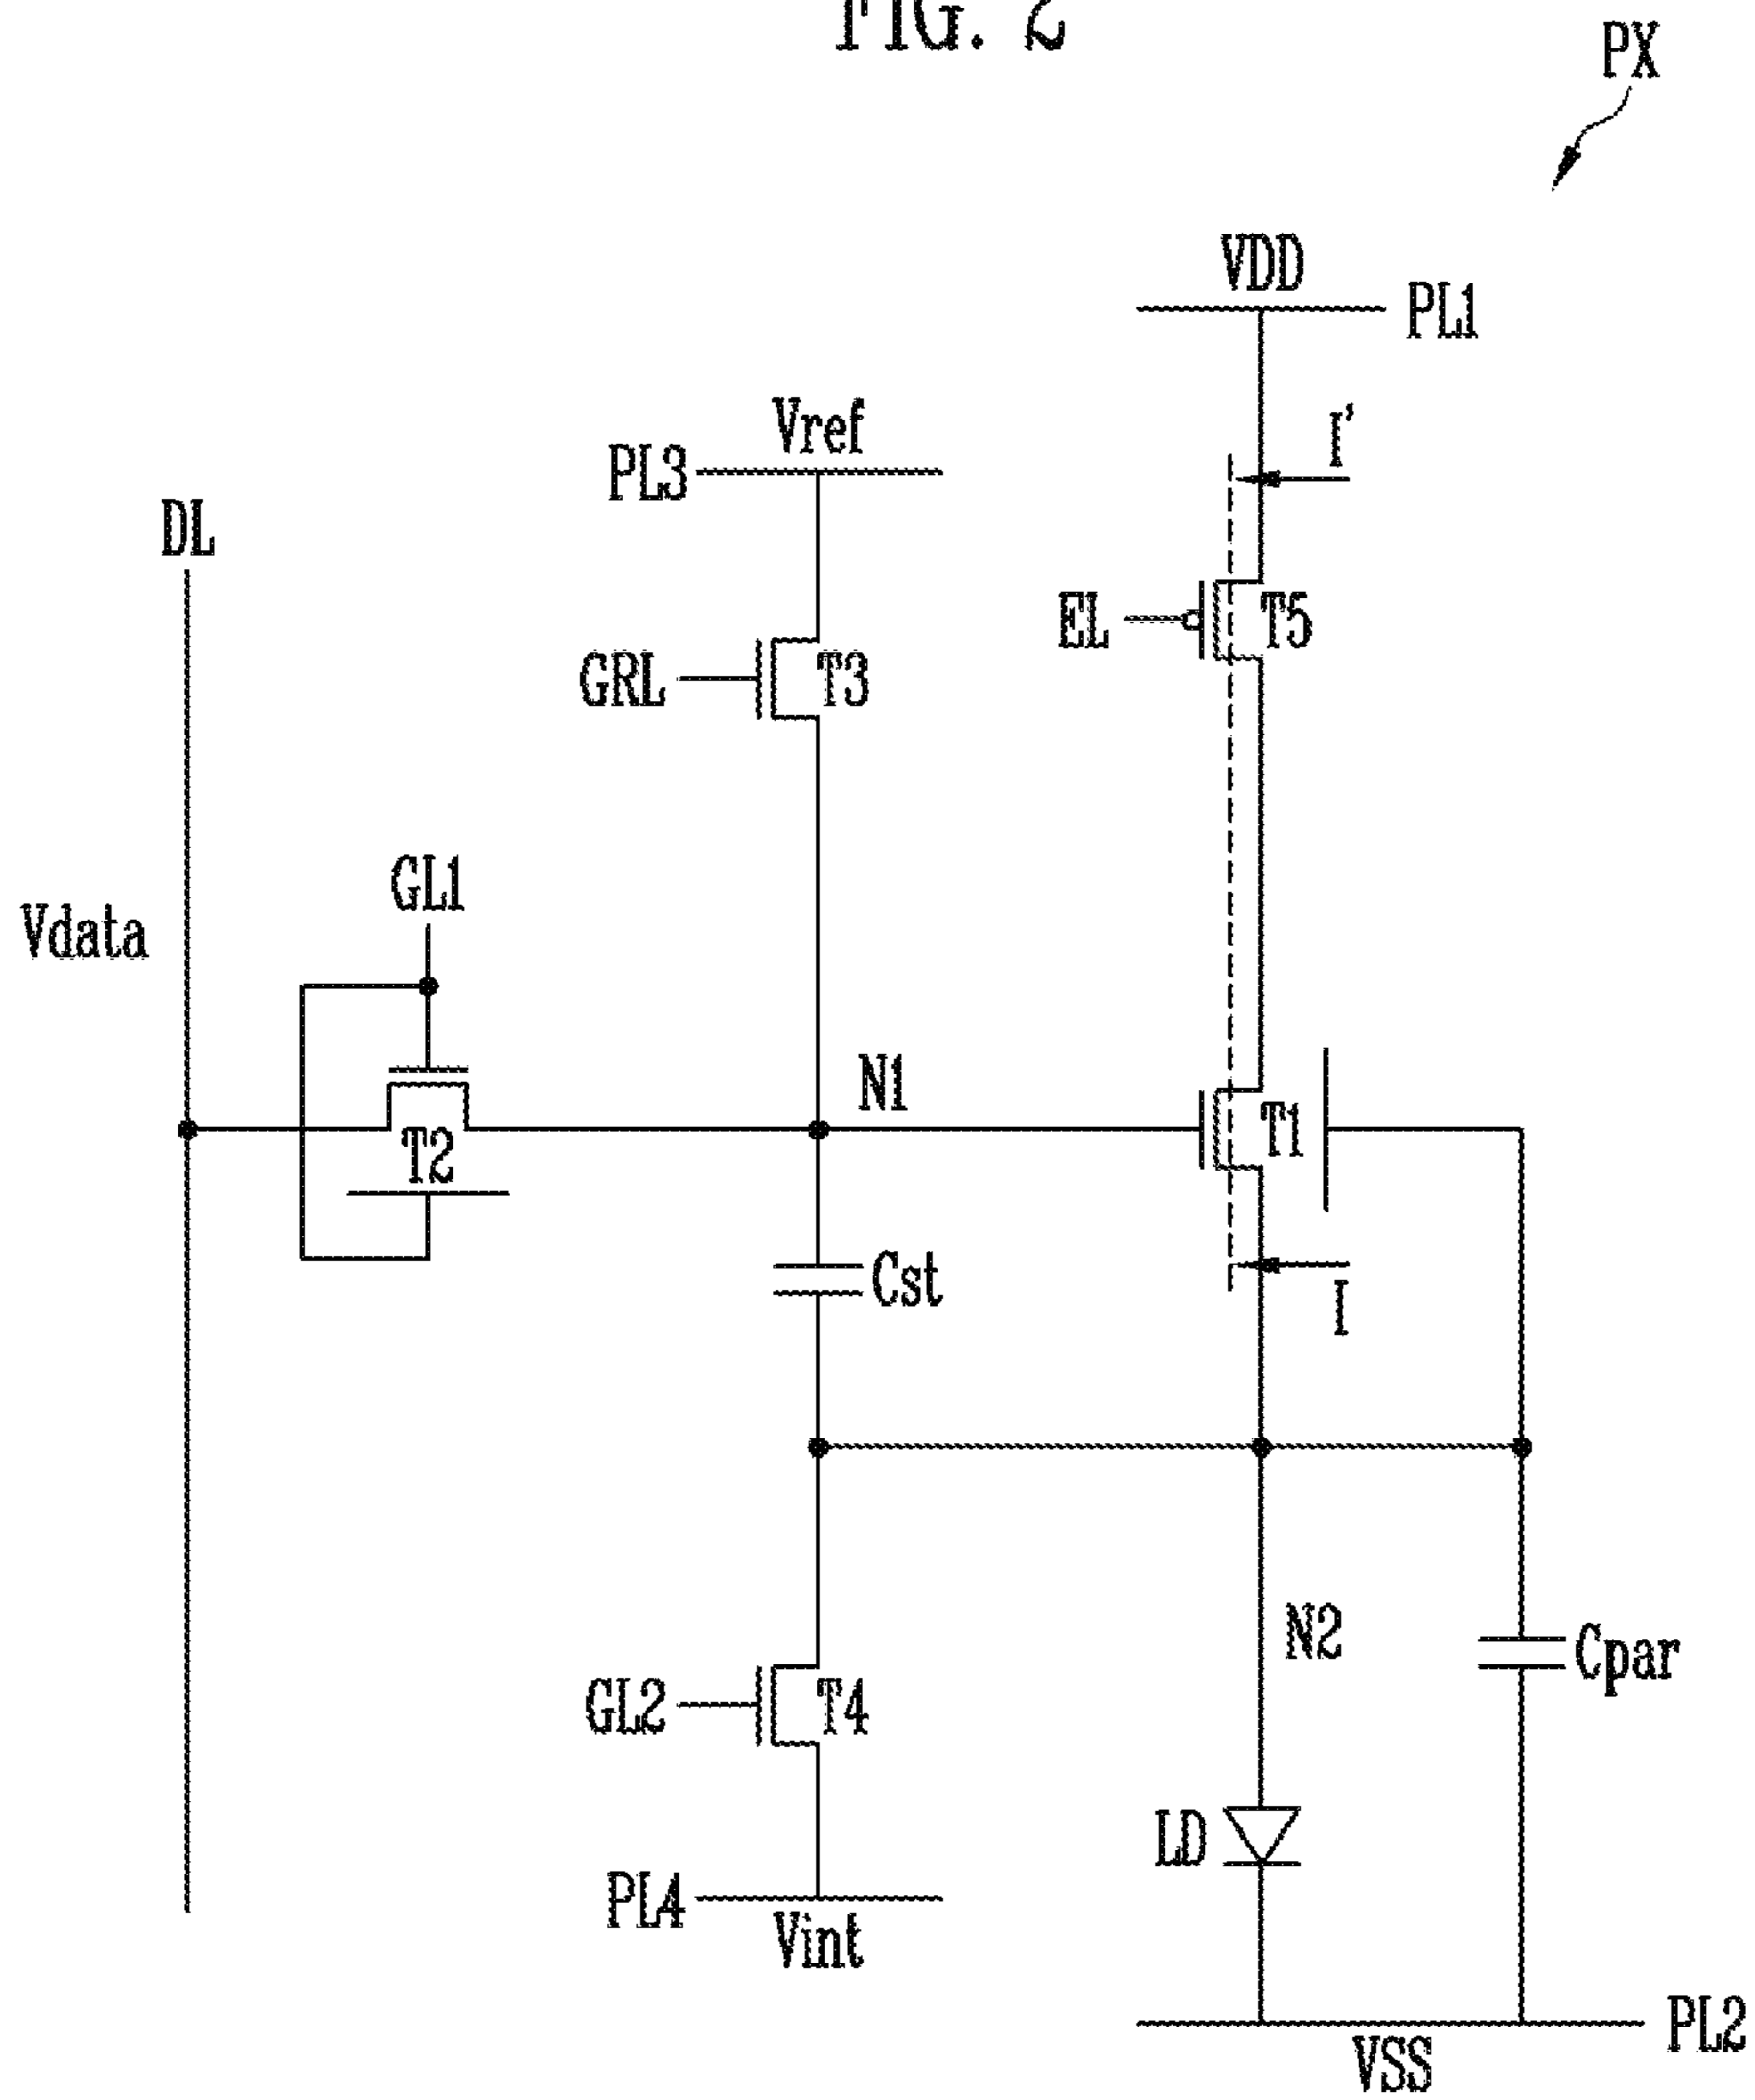 FIG. 2
PX
VDD
PL1
Vref
PL3
I'
DL
EL
T5
GRL
T3
GL1
Vdata
N1
T1
T2
Cst
I
N2
Cpar
GL2
T4
LD
PL4
Vint
PL2
VSS